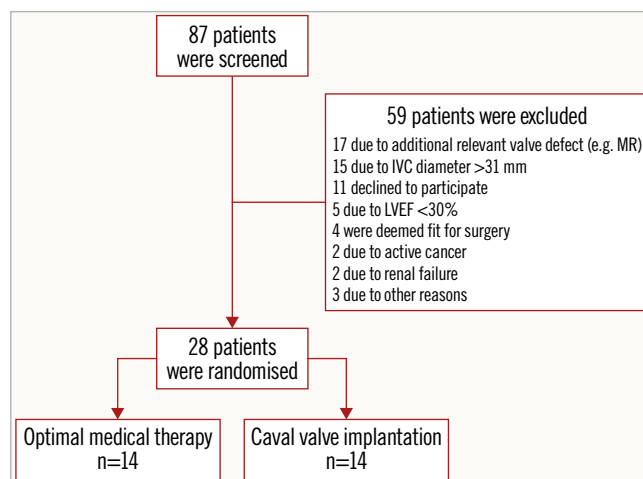 87 patients
were screened
59 patients were excluded
17 due to additional relevant valve defect (e.g. MR)
15 due to IVC diameter >31 mm
11 declined to participate
5 due to LVEF <30%
4 were deemed fit for surgery
2 due to active cancer
2 due to renal failure
3 due to other reasons
28 patients
were randomised
Optimal medical therapy
n=14
Caval valve implantation
n=14